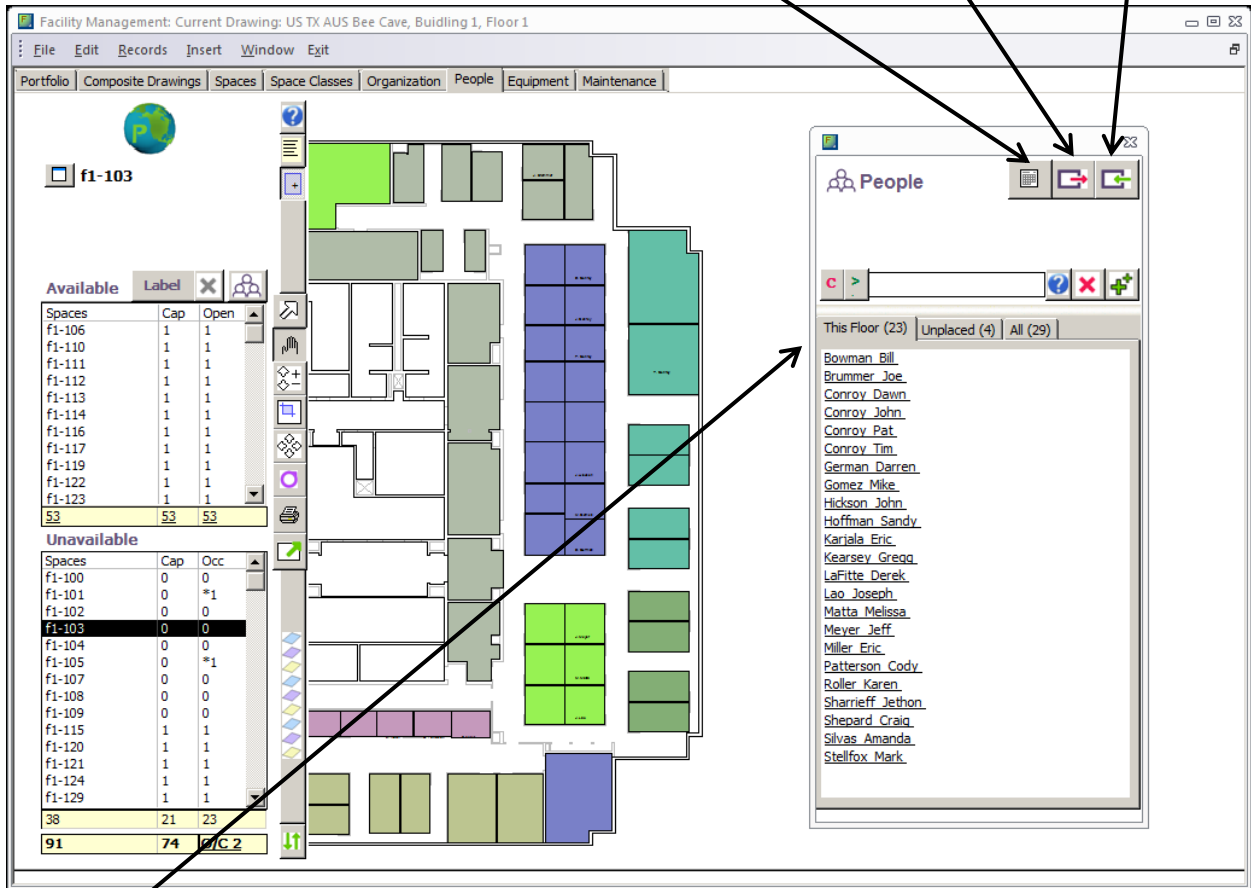 Facility Management: Current Drawing: US TX AUS Bee Cave, Buidling 1, Floor 1
File Edit Records Insert Window Exit
Portfolio Composite Drawings Spaces Space Classes Organization People Equipment Maintenance
P
f1-103
Available Label
Spaces Cap Open
f1-106 1 1
f1-110 1 1
f1-111 1 1
f1-112 1 1
f1-113 1 1
f1-114 1 1
f1-116 1 1
f1-117 1 1
f1-119 1 1
f1-122 1 1
f1-123 1 1
53 53 53
Unavailable
Spaces Cap Occ
f1-100 0 0
f1-101 0 *1
f1-102 0 0
f1-103 0 0
f1-104 0 0
f1-105 0 *1
f1-107 0 0
f1-108 0 0
f1-109 0 0
f1-115 1 1
f1-120 1 1
f1-121 1 1
f1-124 1 1
f1-129 1 1
38 21 23
91 74 O/C 2
People
C >
This Floor (23) Unplaced (4) All (29)
Bowman Bill
Brummer Joe
Conroy Dawn
Conroy John
Conroy Pat
Conroy Tim
German Darren
Gomez Mike
Hickson John
Hoffman Sandy
Karjala Eric
Kearsey Gregg
LaFitte Derek
Lao Joseph
Matta Melissa
Meyer Jeff
Miller Eric
Patterson Cody
Roller Karen
Sharrieff Jethon
Shepard Craig
Silvas Amanda
Stellfox Mark